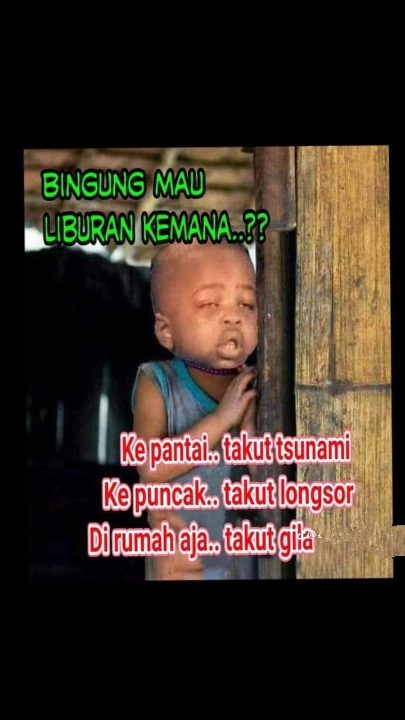 BINGUNG MAU
LIBURAN KEMANA..??
Ke pantai.. takut tsunami
Ke puncak.. takut longsor
Di rumah aja.. takut gila